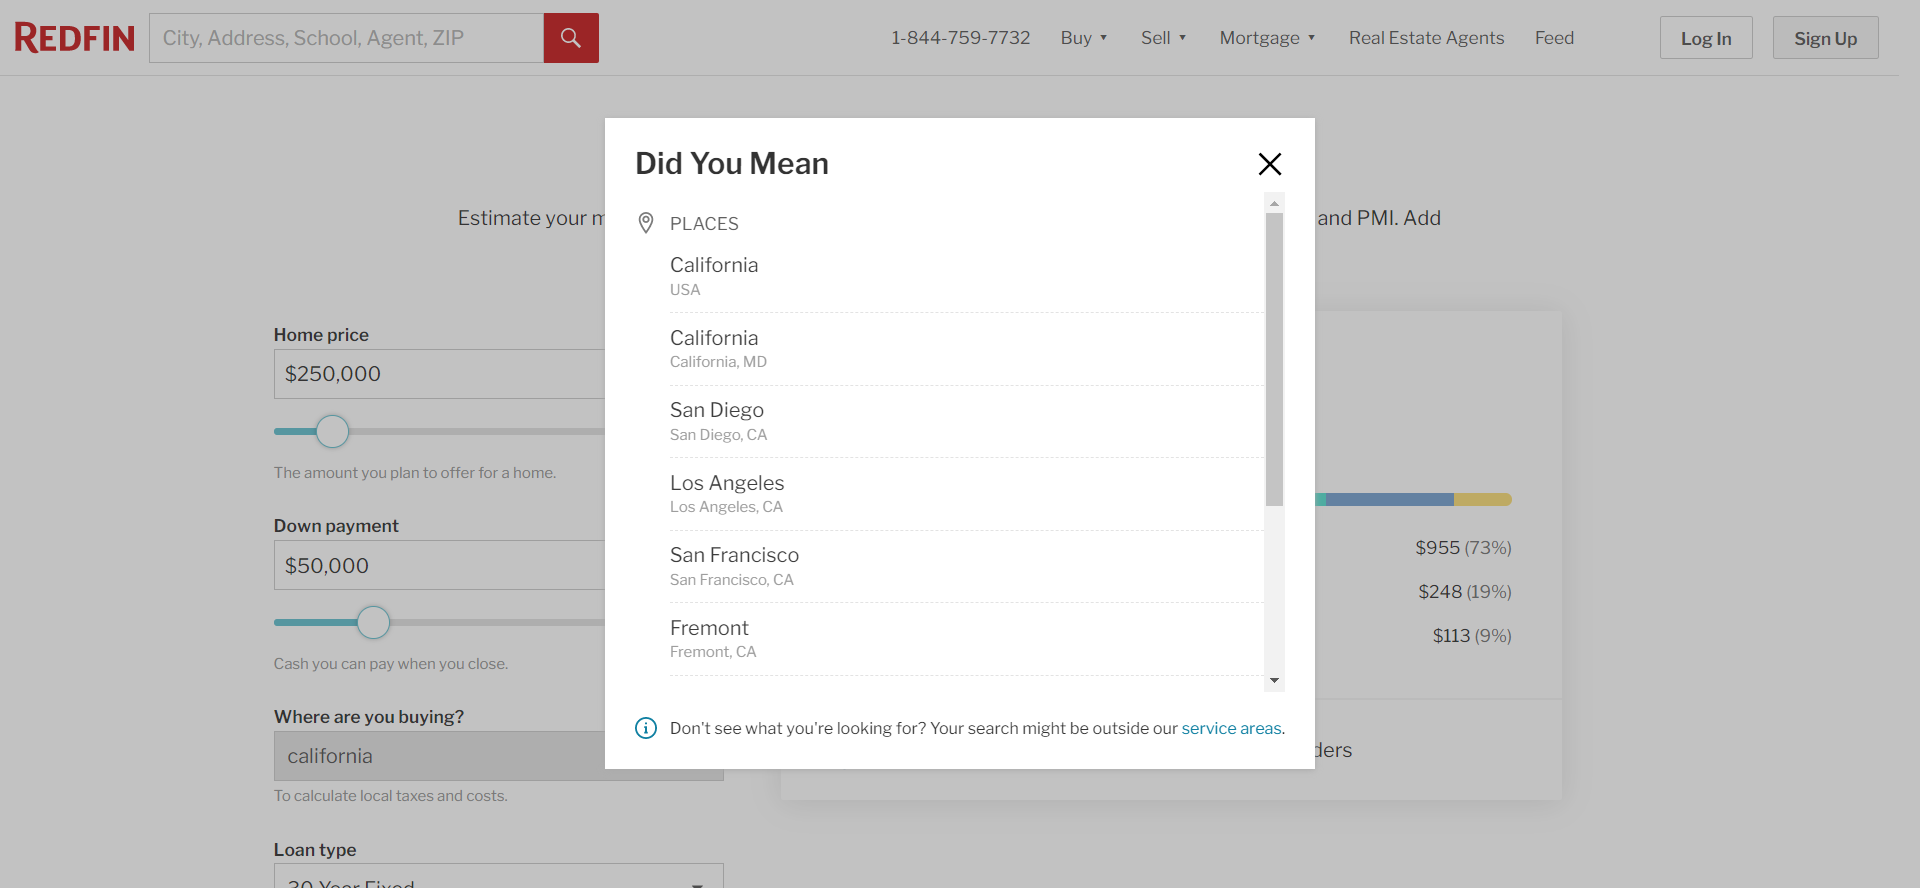 REDFIN
City, Address, School, Agent, ZIP
1-844-759-7732
Buy
Sell
Mortgage
Real Estate Agents
Feed
Log In
Sign Up
Did You Mean
Estimate your
and PMI. Add
PLACES
California
USA
California
California, MD
San Diego
San Diego, CA
Los Angeles
Los Angeles, CA
San Francisco
San Francisco, CA
Fremont
Fremont, CA
Don't see what you're looking for? Your search might be outside our service areas.
Home price
$250,000
The amount you plan to offer for a home.
Down payment
$50,000
Cash you can pay when you close.
Where are you buying?
california
To calculate local taxes and costs.
Loan type
30 Year Fixed
$955 (73%)
$248 (19%)
$113 (9%)